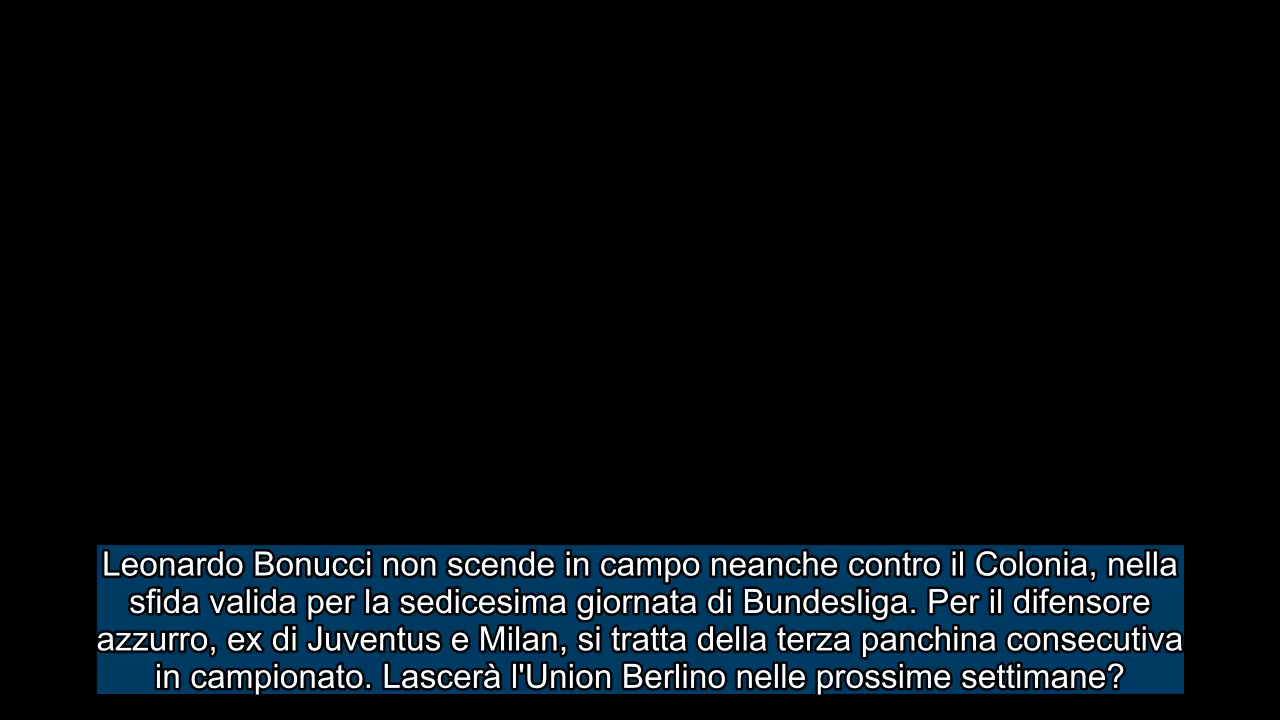 Leonardo Bonucci non scende in campo neanche contro il Colonia, nella
sfida valida per la sedicesima giornata di Bundesliga. Per il difensore
azzurro, ex di Juventus e Milan, si tratta della terza panchina consecutiva
in campionato. Lascerà l'Union Berlino nelle prossime settimane?